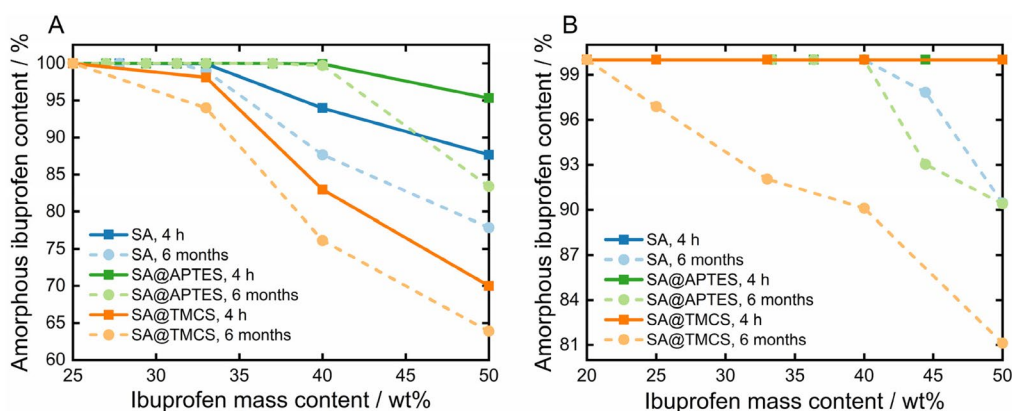 A
Amorphous ibuprofen content / %
100
95
90
85
80
75
70
65
60
SA, 4 h
SA, 6 months
SA@APTES, 4 h
SA@APTES, 6 months
SA@TMCS, 4 h
SA@TMCS, 6 months
25 30 35 40 45 50
Ibuprofen mass content / wt%
B
Amorphous ibuprofen content / %
99
96
93
90
87
84
81
SA, 4 h
SA, 6 months
SA@APTES, 4 h
SA@APTES, 6 months
SA@TMCS, 4 h
SA@TMCS, 6 months
20 25 30 35 40 45 50
Ibuprofen mass content / wt%